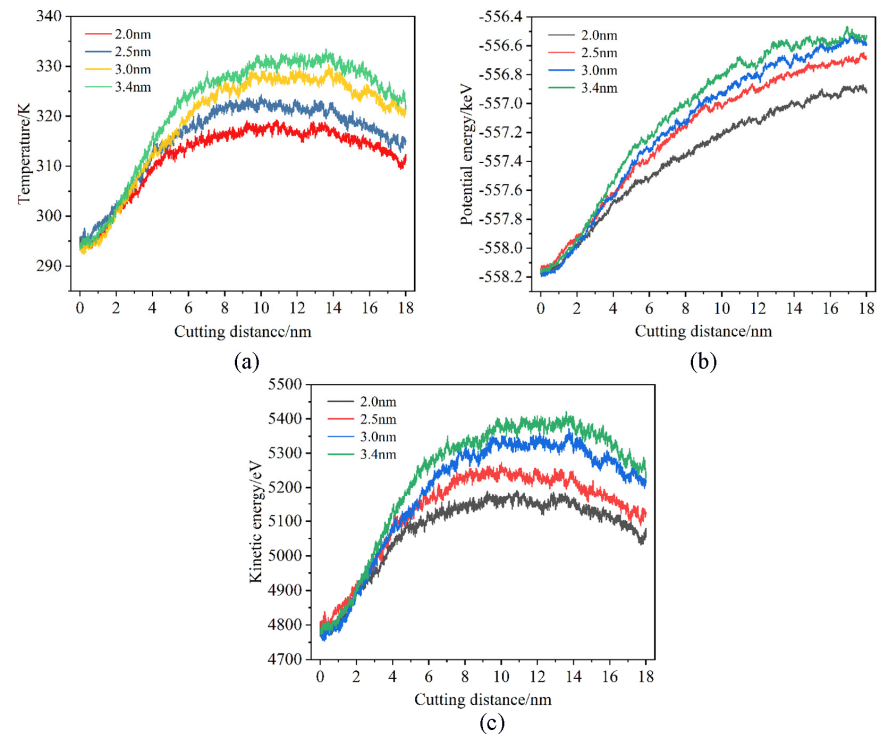 340
330
320
310
300
290
Temperature/K
2.0nm
2.5nm
3.0nm
3.4nm
0 2 4 6 8 10 12 14 16 18
Cutting distance/nm
(a)
-556.4
-556.6
-556.8
-557.0
-557.2
-557.4
-557.6
-557.8
-558.0
-558.2
Potential energy/keV
2.0nm
2.5nm
3.0nm
3.4nm
0 2 4 6 8 10 12 14 16 18
Cutting distance/nm
(b)
5500
5400
5300
5200
5100
5000
4900
4800
4700
Kinetic energy/eV
2.0nm
2.5nm
3.0nm
3.4nm
0 2 4 6 8 10 12 14 16 18
Cutting distance/nm
(c)